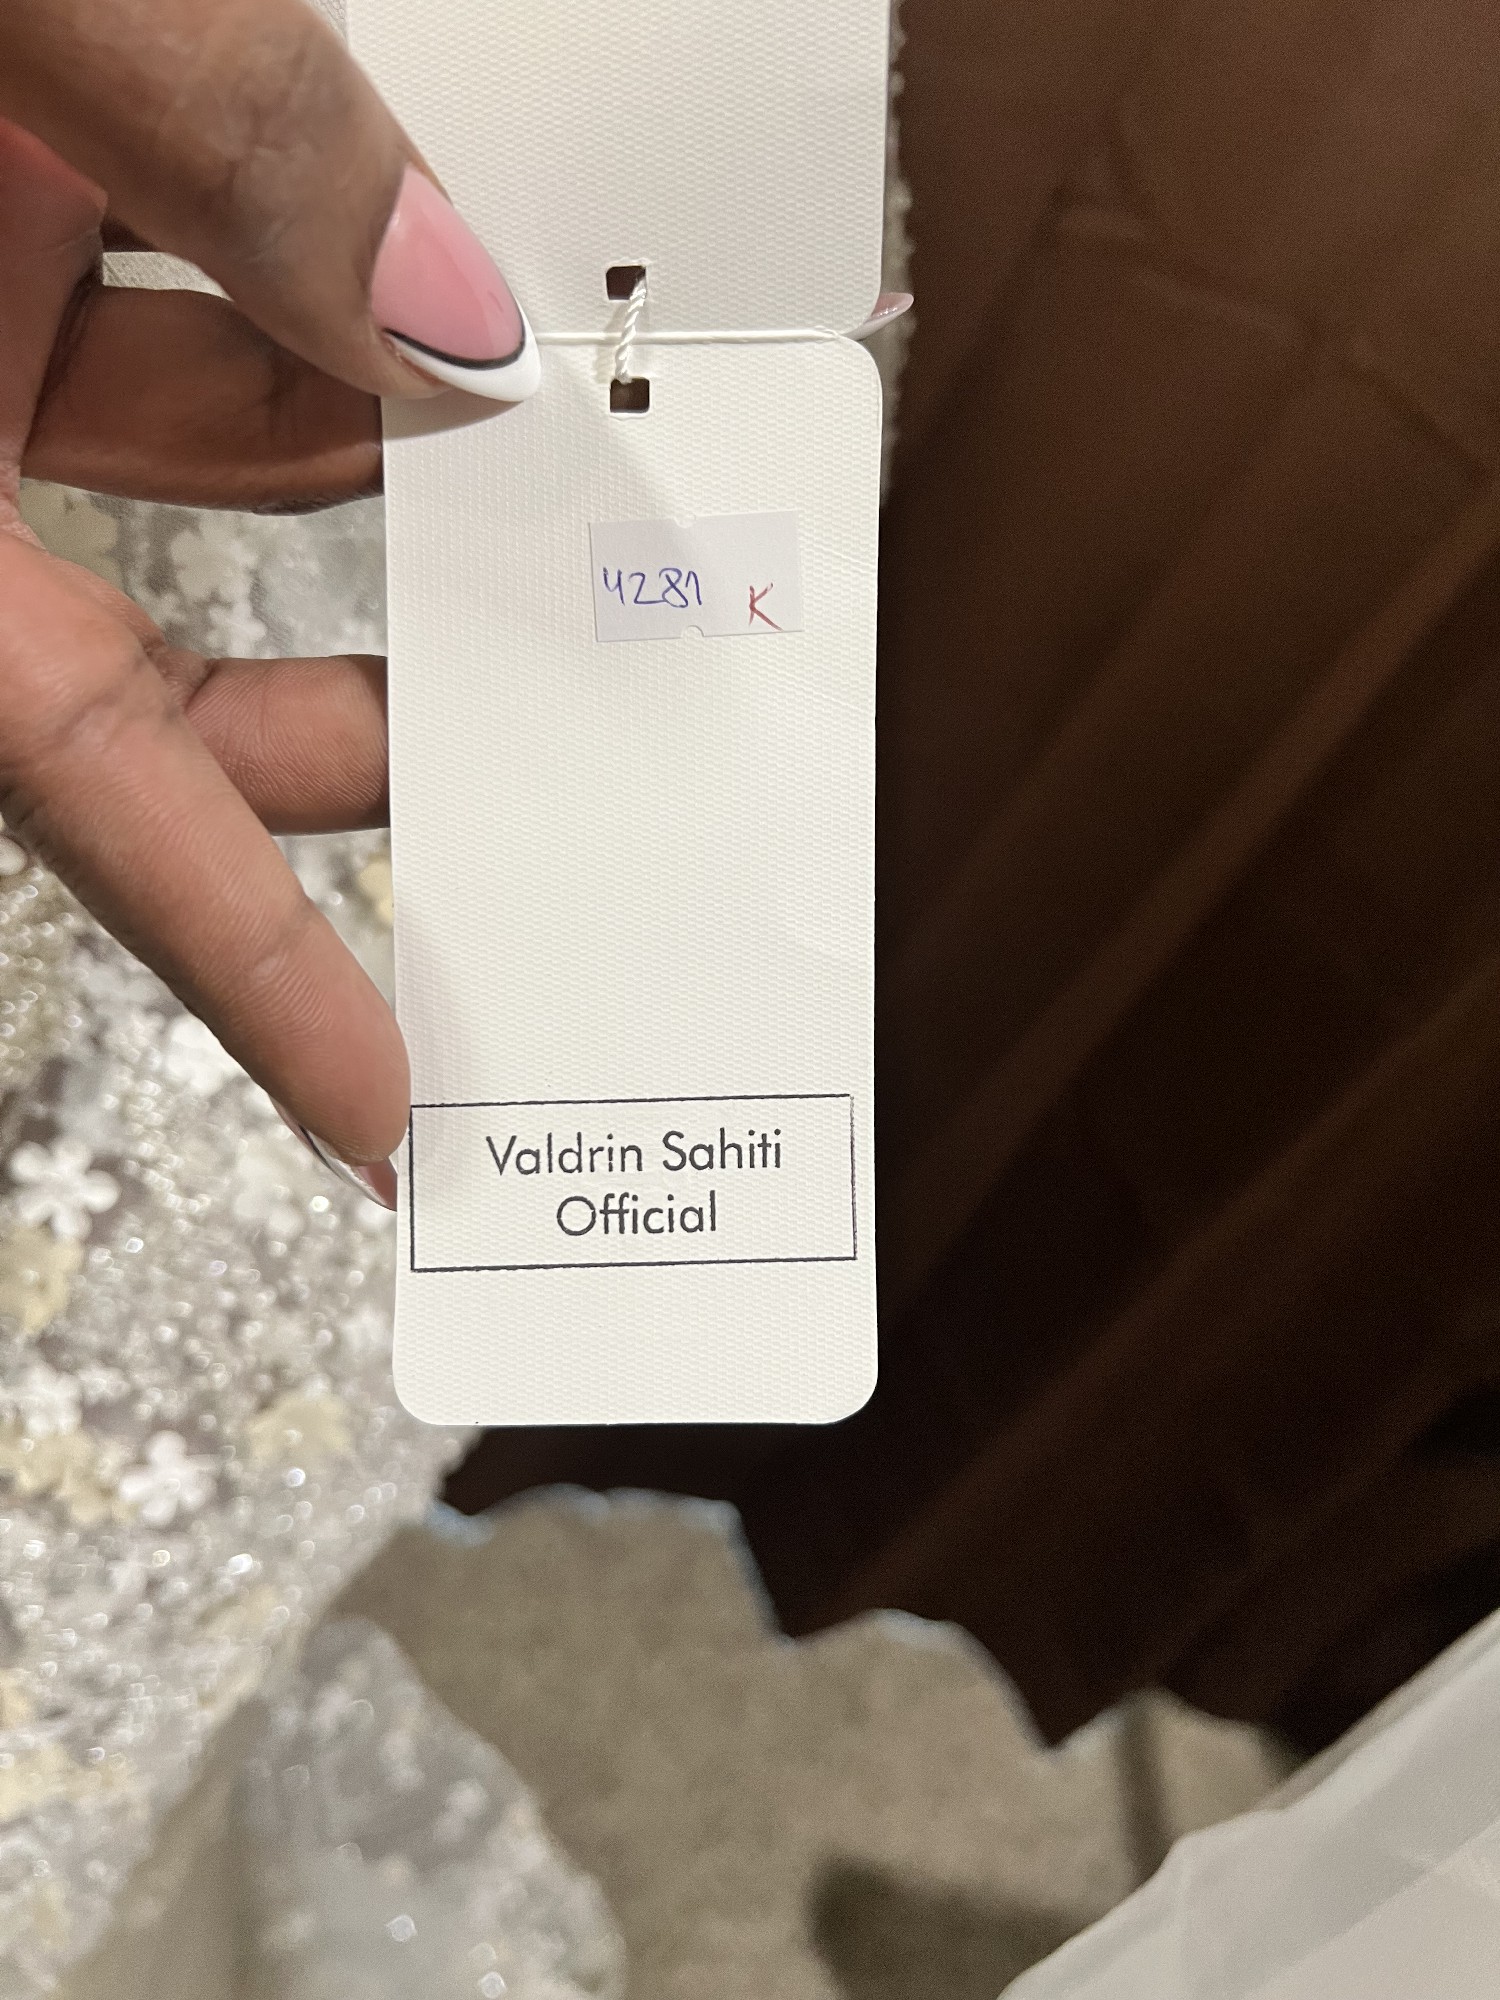 4281 K
Valdrin Sahiti
Official